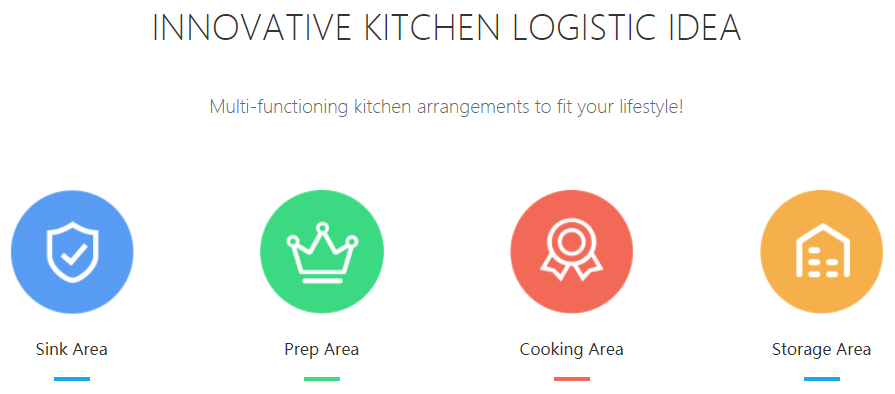 INNOVATIVE KITCHEN LOGISTIC IDEA
Multi-functioning kitchen arrangements to fit your lifestyle!
Sink Area
Prep Area
Cooking Area
Storage Area